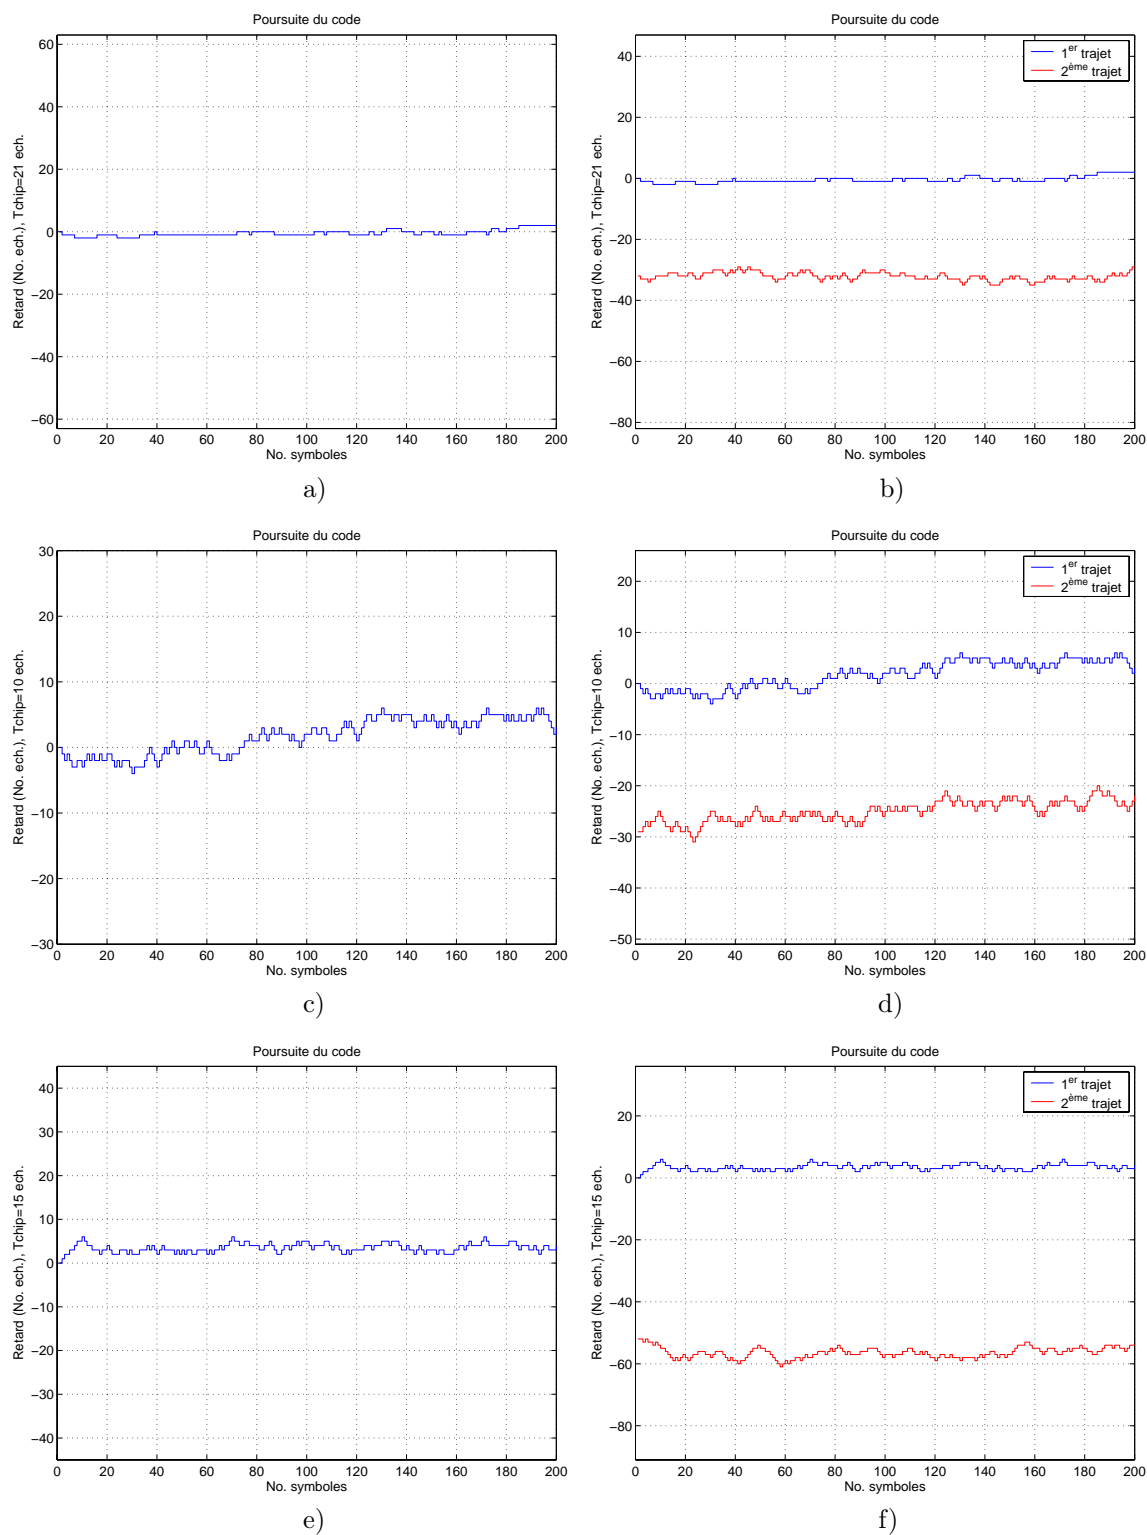 Poursuite du code
60
40
20
0
−20
−40
−60
Retard (No. ech.), Tchip=21 ech.
0 20 40 60 80 100 120 140 160 180 200
No. symboles
a)
Poursuite du code
1er trajet
2ème trajet
40
20
0
−20
−40
−60
−80
Retard (No. ech.), Tchip=21 ech.
0 20 40 60 80 100 120 140 160 180 200
No. symboles
b)
Poursuite du code
30
20
10
0
−10
−20
−30
Retard (No. ech.), Tchip=10 ech.
0 20 40 60 80 100 120 140 160 180 200
No. symboles
c)
Poursuite du code
1er trajet
2ème trajet
20
10
0
−10
−20
−30
−40
−50
Retard (No. ech.), Tchip=10 ech.
0 20 40 60 80 100 120 140 160 180 200
No. symboles
d)
Poursuite du code
40
30
20
10
0
−10
−20
−30
−40
Retard (No. ech.), Tchip=15 ech.
0 20 40 60 80 100 120 140 160 180 200
No. symboles
e)
Poursuite du code
1er trajet
2ème trajet
20
0
−20
−40
−60
−80
Retard (No. ech.), Tchip=15 ech.
0 20 40 60 80 100 120 140 160 180 200
No. symboles
f)